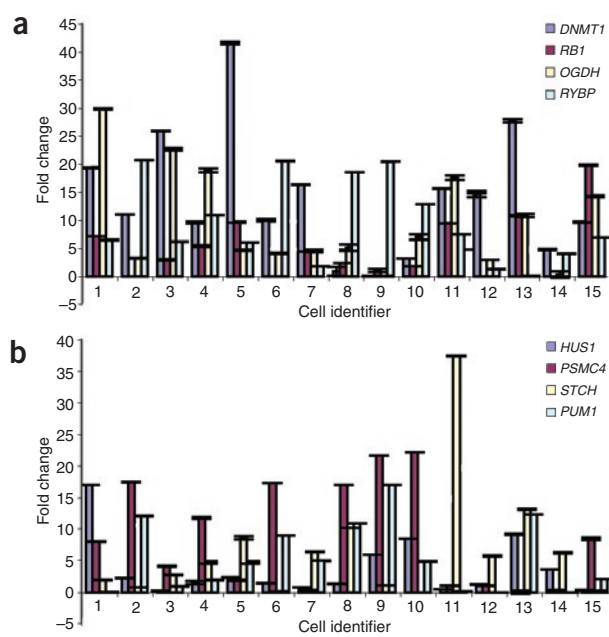 a
45
40
35
30
25
20
15
10
5
0
–5
Fold change
DNMT1
RB1
OGDH
RYBP
1 2 3 4 5 6 7 8 9 10 11 12 13 14 15
Cell identifier
b
40
35
30
25
20
15
10
5
0
–5
Fold change
HUS1
PSMC4
STCH
PUM1
1 2 3 4 5 6 7 8 9 10 11 12 13 14 15
Cell identifier